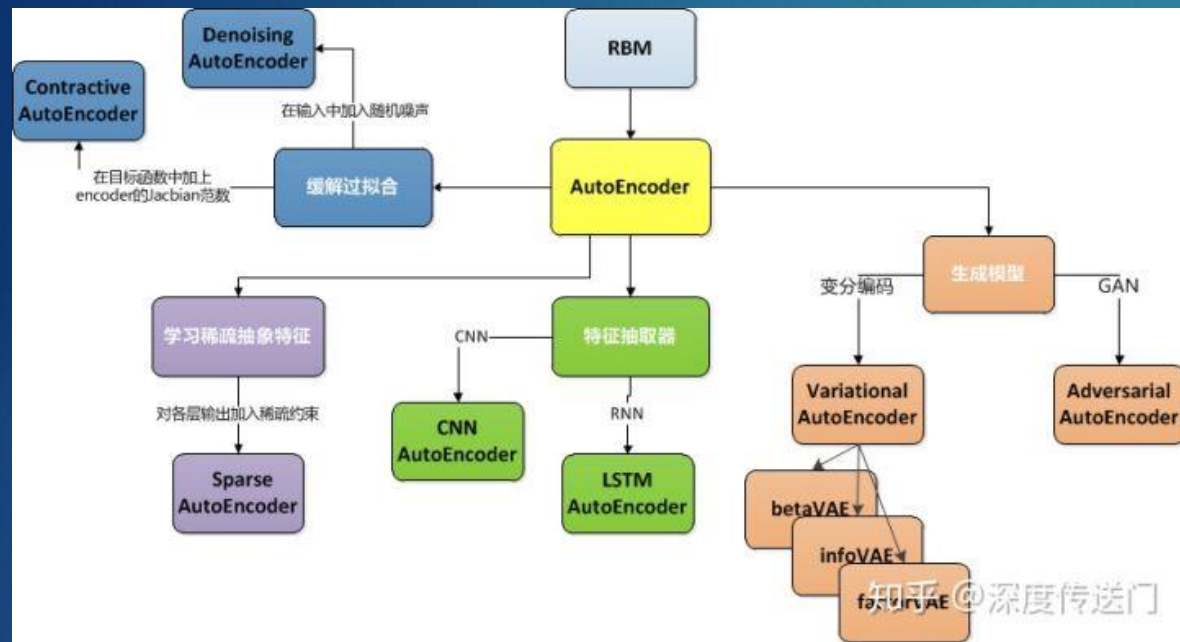 Denoising
AutoEncoder
RBM
Contractive
AutoEncoder
在输入中加入随机噪声
在目标函数中加上
encoder的Jacbian范数
缓解过拟合
AutoEncoder
生成模型
变分编码
GAN
学习稀疏抽象特征
特征抽取器
CNN
RNN
对各层输出加入稀疏约束
Variational
AutoEncoder
Adversarial
AutoEncoder
CNN
AutoEncoder
Sparse
AutoEncoder
LSTM
AutoEncoder
betaVAE
infoVAE
factorVAE
知乎 @深度传送门